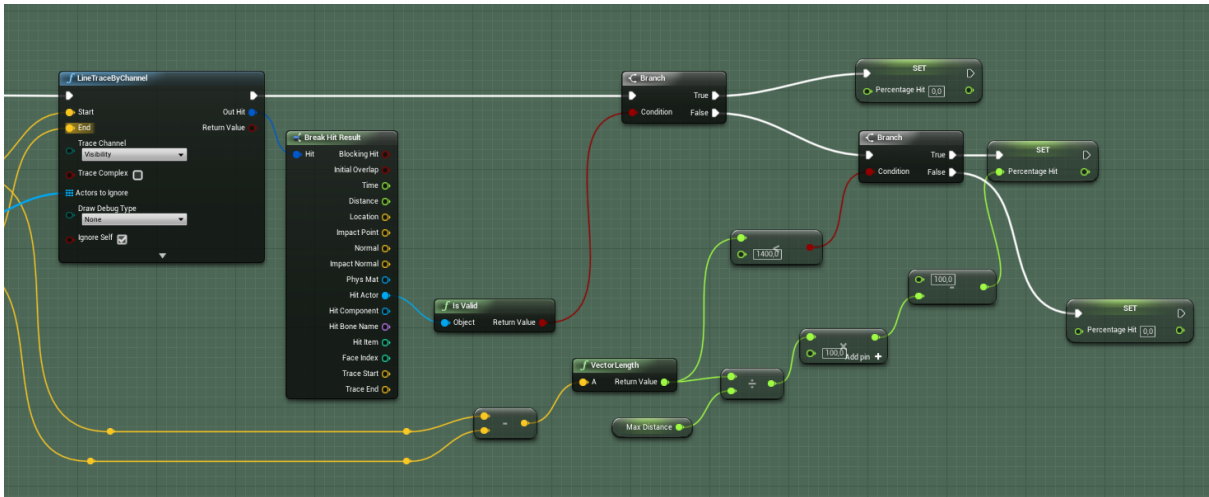 LineTraceByChannel
Start
Out Hit
End
Return Value
Trace Channel
Visibility
Trace Complex
Actors to Ignore
Draw Debug Type
None
Ignore Self
Break Hit Result
Hit
Blocking Hit
Initial Overlap
Time
Distance
Location
Impact Point
Normal
Impact Normal
Phys Mat
Hit Actor
Hit Component
Hit Bone Name
Hit Item
Face Index
Trace Start
Trace End
Is Valid
Object
Return Value
Branch
True
Condition
False
SET
Percentage Hit 0,0
Branch
True
Condition
False
SET
Percentage Hit
<
1400,0
100,0
-
SET
Percentage Hit 0,0
×
100,0
Add pin +
VectorLength
A
Return Value
÷
Max Distance
-